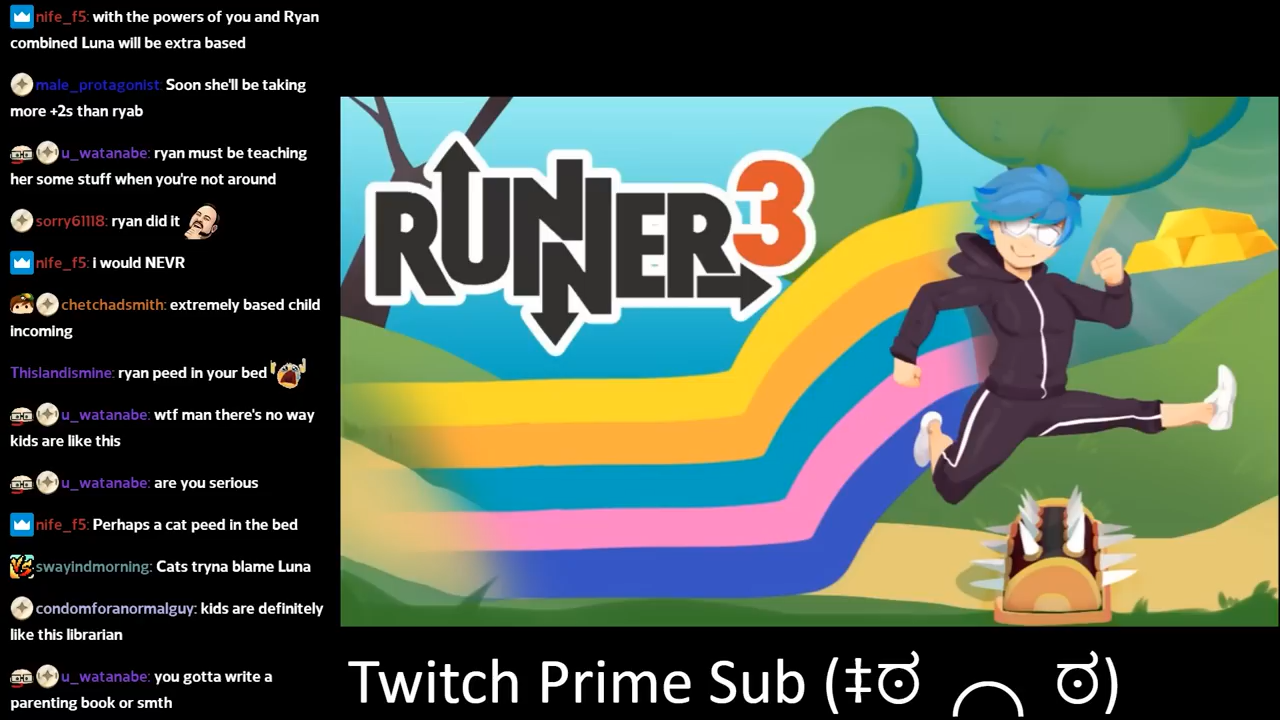 nife_f5: with the powers of you and Ryan
combined Luna will be extra based
male_protagonist: Soon she'll be taking
more +2s than ryab
u_watanabe: ryan must be teaching
her some stuff when you're not around
sorry61118: ryan did it
nife_f5: i would NEVR
chetchadsmith: extremely based child
incoming
Thislandismine: ryan peed in your bed
u_watanabe: wtf man there's no way
kids are like this
u_watanabe: are you serious
nife_f5: Perhaps a cat peed in the bed
swayindmorning: Cats tryna blame Luna
condomforanormalguy: kids are definitely
like this librarian
u_watanabe: you gotta write a
parenting book or smth
RUNNER3
Twitch Prime Sub (‡ಠ ͜ ಠ)